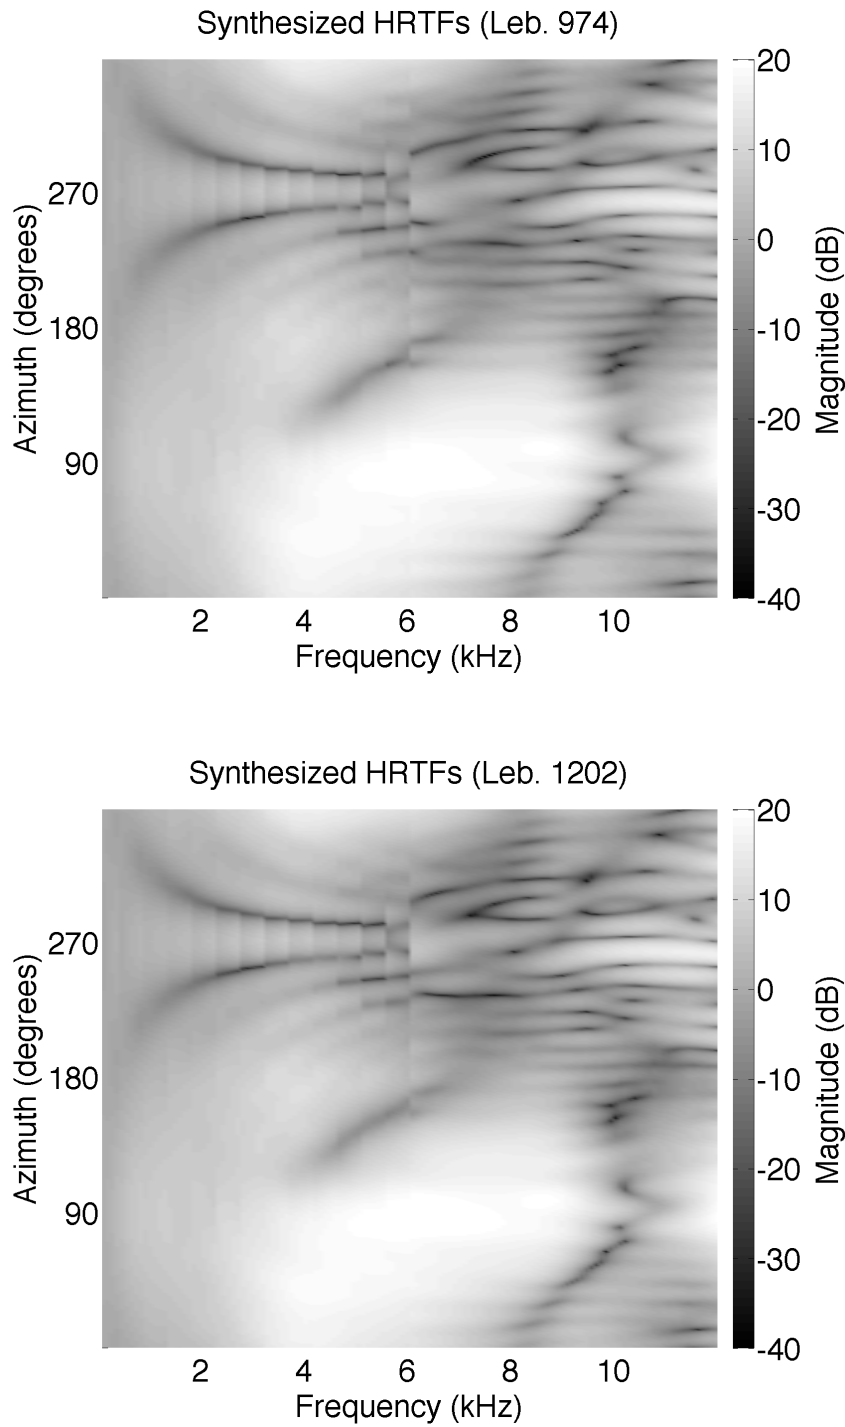 Synthesized HRTFs (Leb. 974)
20
10
0
-10
-20
-30
-40
Magnitude (dB)
270
180
90
Azimuth (degrees)
2 4 6 8 10
Frequency (kHz)
Synthesized HRTFs (Leb. 1202)
20
10
0
-10
-20
-30
-40
Magnitude (dB)
270
180
90
Azimuth (degrees)
2 4 6 8 10
Frequency (kHz)